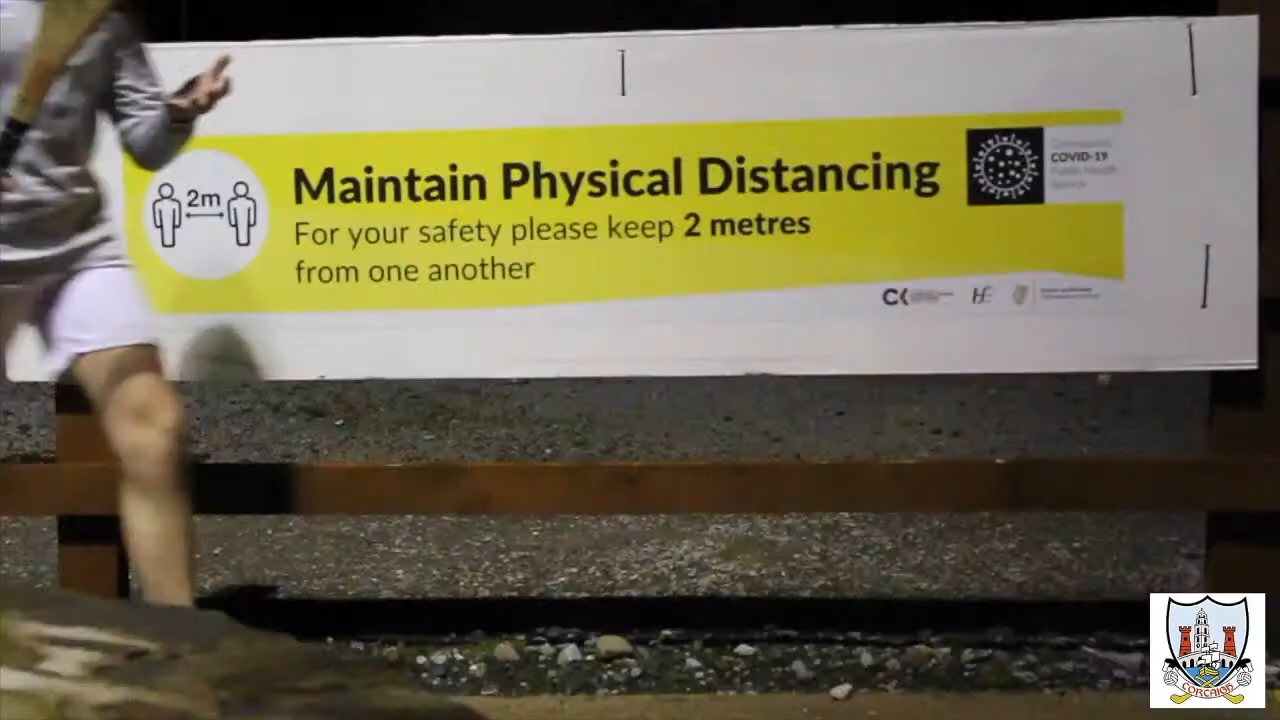 2m
Maintain Physical Distancing
For your safety please keep 2 metres
from one another
COVID-19
CORCAIGH